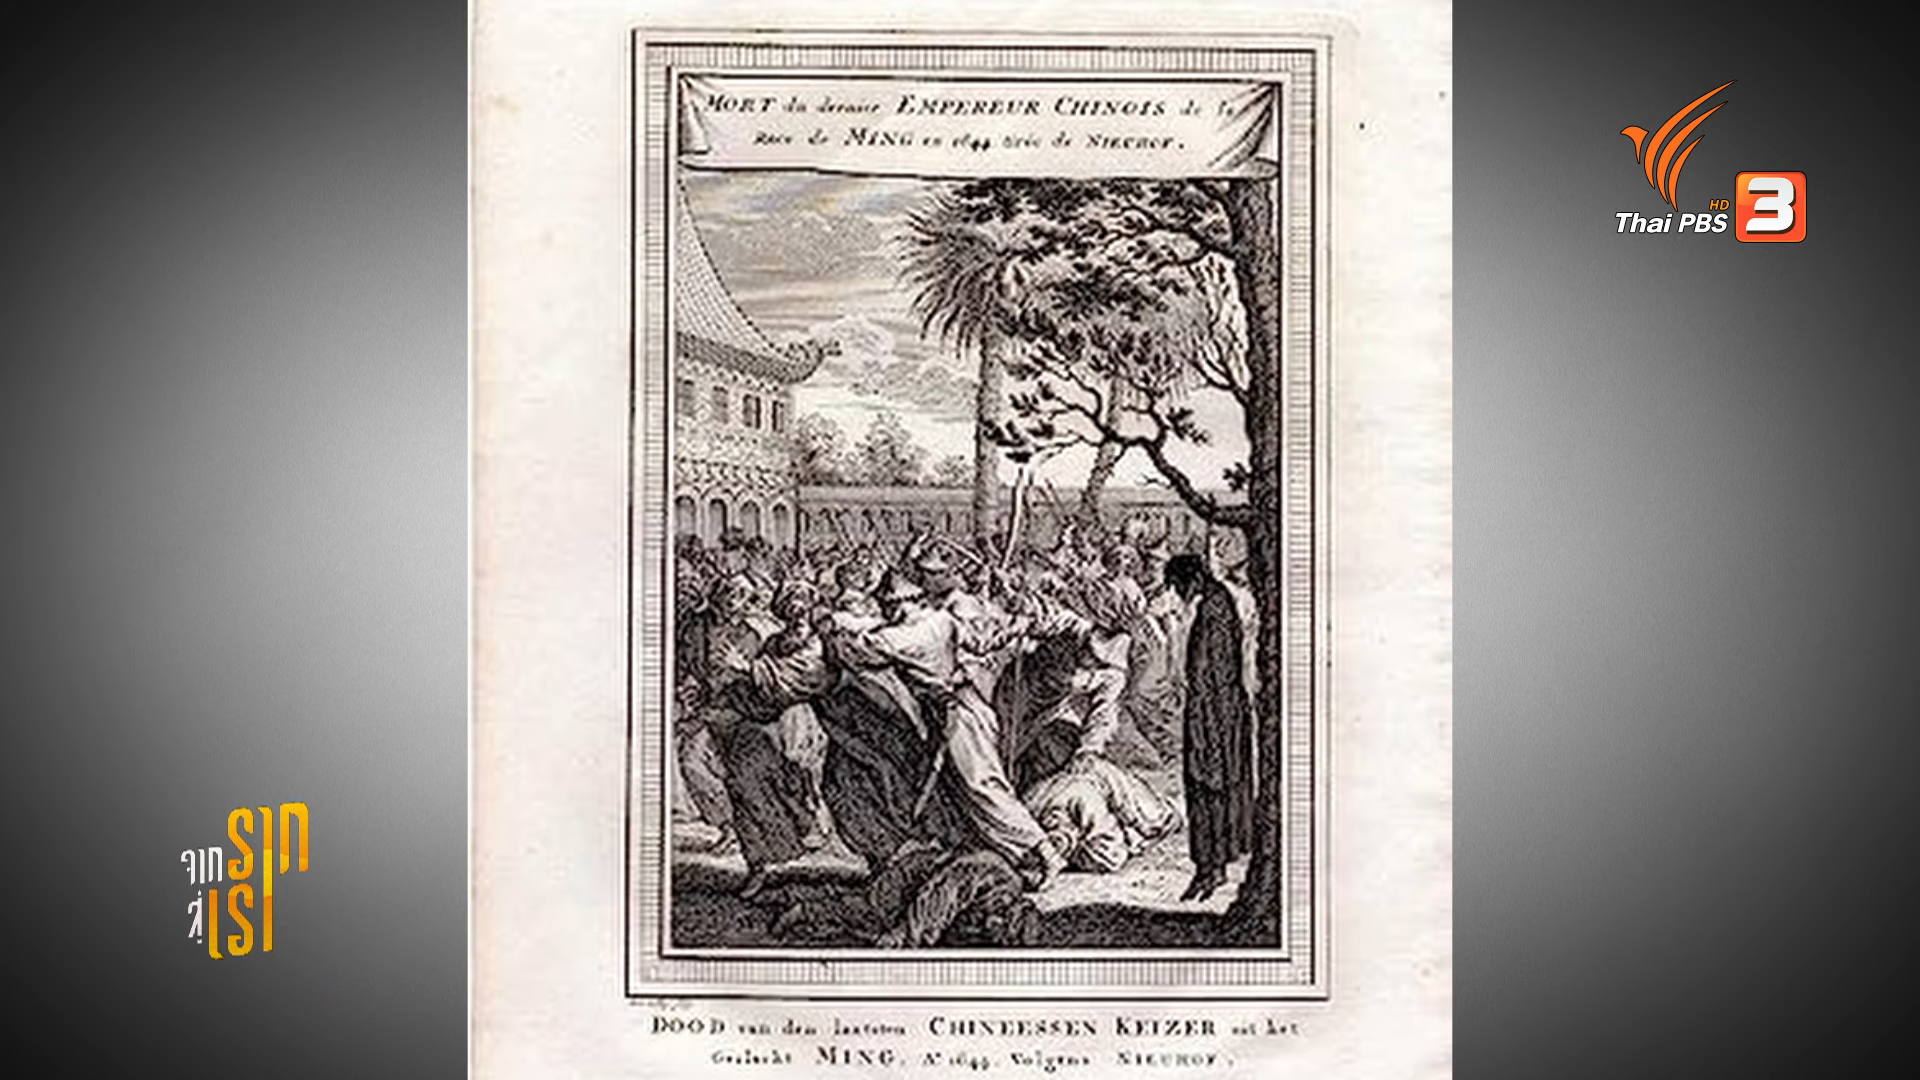 MORT du dernier EMPEREUR CHINOIS de la
Race de MING en 1644 tirée de NIEUHOF.
HD
Thai PBS 3
จากราก
สู่เรา
DOOD van den laatsten CHINEESSEN KEIZER uit het
Geslacht MING, A° 1644. Volgens NIEUHOF.